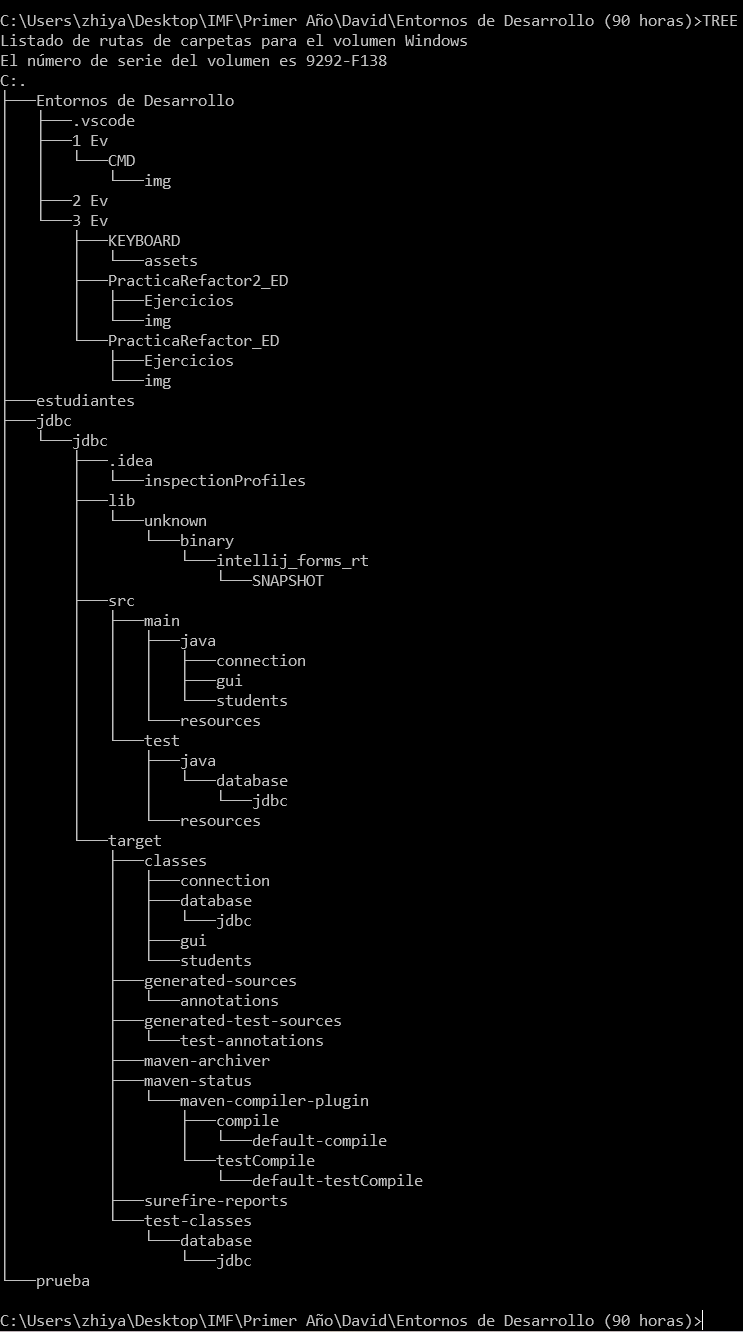 C:\Users\zhiya\Desktop\IMF\Primer Año\David\Entornos de Desarrollo (90 horas)>TREE
Listado de rutas de carpetas para el volumen Windows
El número de serie del volumen es 9292-F138
C:.
├───Entornos de Desarrollo
│   ├───.vscode
│   ├───1 Ev
│   │   └───CMD
│   │       └───img
│   ├───2 Ev
│   └───3 Ev
│       ├───KEYBOARD
│       │   └───assets
│       ├───PracticaRefactor2_ED
│       │   ├───Ejercicios
│       │   └───img
│       └───PracticaRefactor_ED
│           ├───Ejercicios
│           └───img
├───estudiantes
├───jdbc
│   └───jdbc
│       ├───.idea
│       │   └───inspectionProfiles
│       ├───lib
│       │   └───unknown
│       │       └───binary
│       │           └───intellij_forms_rt
│       │               └───SNAPSHOT
│       ├───src
│       │   ├───main
│       │   │   ├───java
│       │   │   │   ├───connection
│       │   │   │   ├───gui
│       │   │   │   └───students
│       │   │   └───resources
│       │   └───test
│       │       ├───java
│       │       │   └───database
│       │       │       └───jdbc
│       │       └───resources
│       └───target
│           ├───classes
│           │   ├───connection
│           │   ├───database
│           │   │   └───jdbc
│           │   ├───gui
│           │   └───students
│           ├───generated-sources
│           │   └───annotations
│           ├───generated-test-sources
│           │   └───test-annotations
│           ├───maven-archiver
│           ├───maven-status
│           │   └───maven-compiler-plugin
│           │       ├───compile
│           │       │   └───default-compile
│           │       └───testCompile
│           │           └───default-testCompile
│           ├───surefire-reports
│           └───test-classes
│               └───database
│                   └───jdbc
└───prueba
C:\Users\zhiya\Desktop\IMF\Primer Año\David\Entornos de Desarrollo (90 horas)>